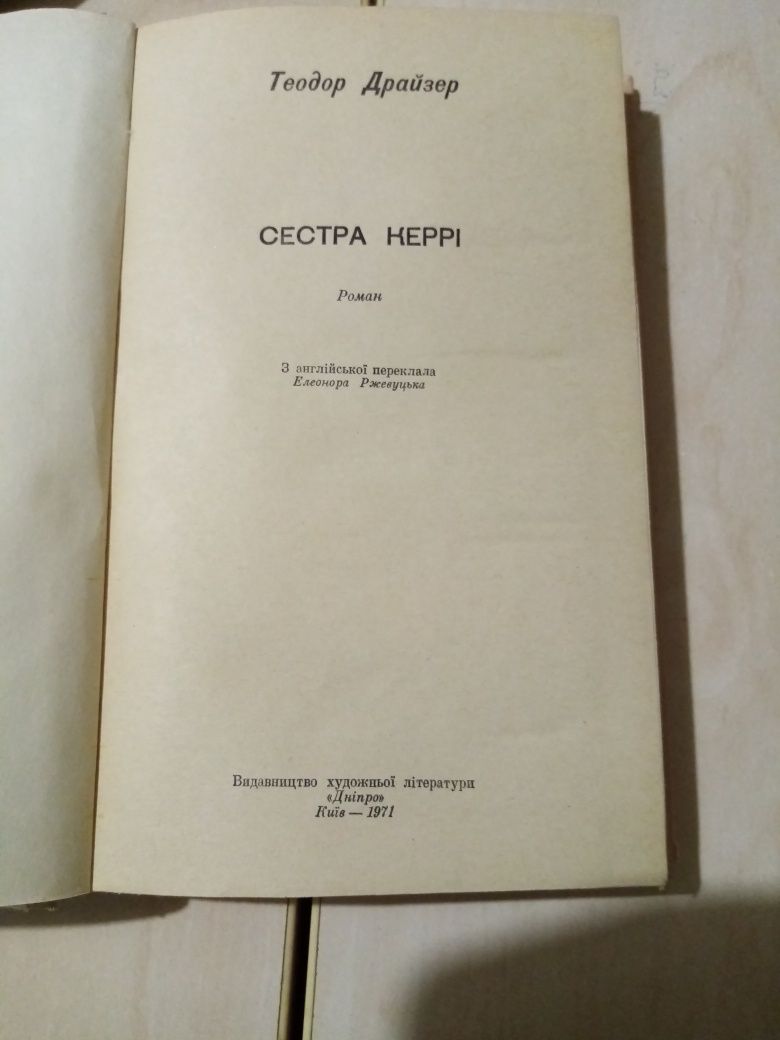 Теодор Драйзер
СЕСТРА КЕРРІ
Роман
З англійської переклала
Елеонора Ржевуцька
Видавництво художньої літератури
«Дніпро»
Київ — 1971